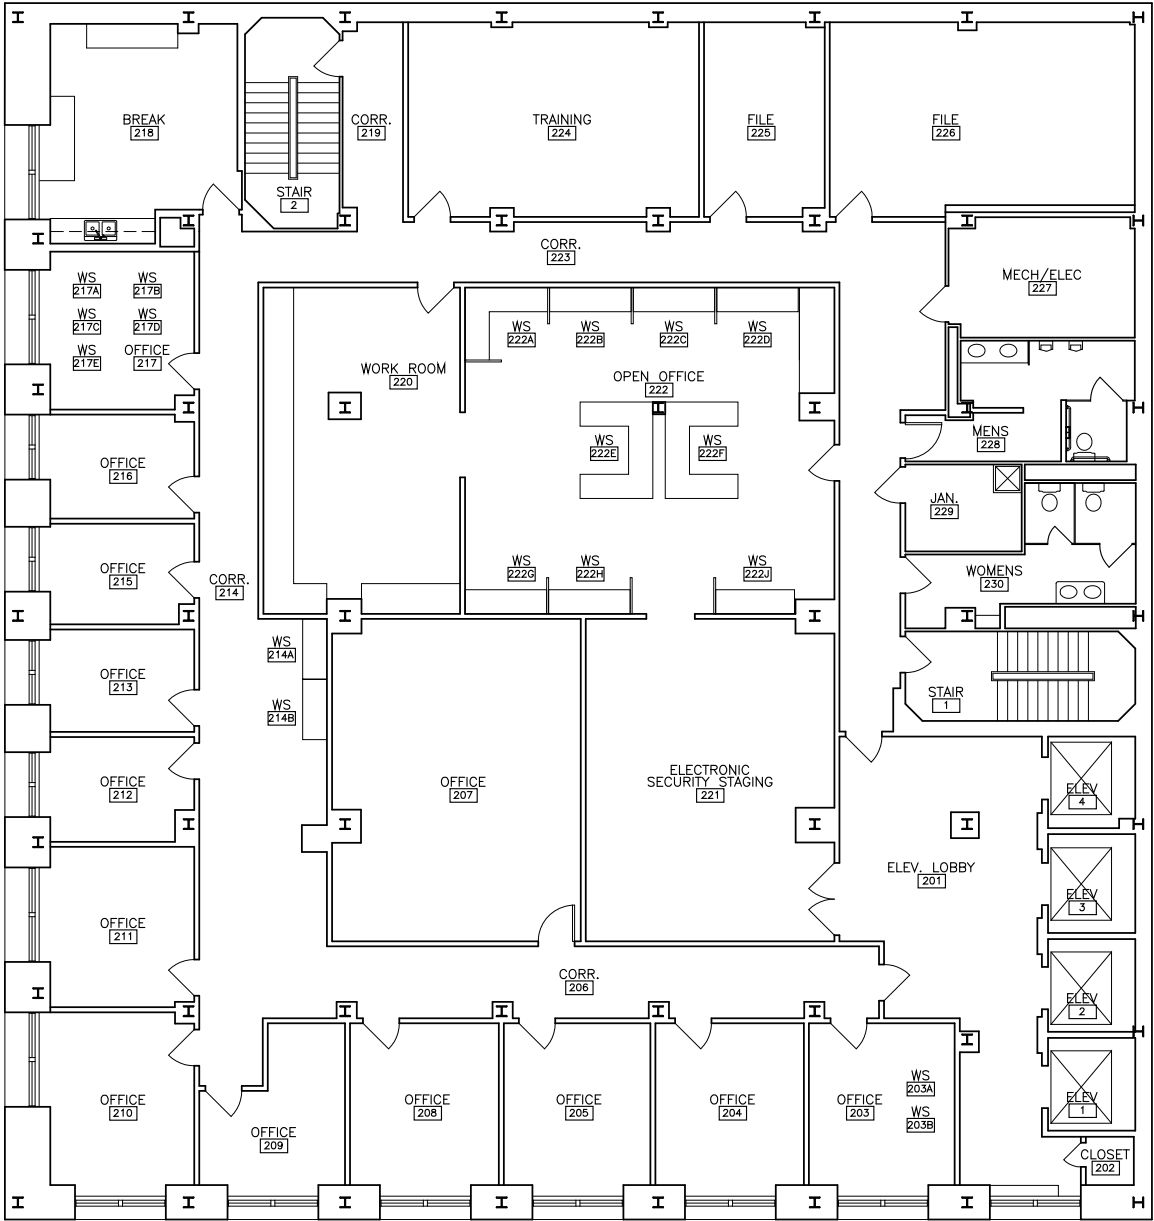 BREAK
218
STAIR
2
CORR.
219
TRAINING
224
FILE
225
FILE
226
CORR.
223
MECH/ELEC
227
WS
217A
WS
217B
WS
217C
WS
217D
WS
217E
OFFICE
217
WORK ROOM
220
WS
222A
WS
222B
WS
222C
WS
222D
OPEN OFFICE
222
WS
222E
WS
222F
MENS
228
OFFICE
216
JAN.
229
OFFICE
215
CORR.
214
WS
222G
WS
222H
WS
222J
WOMENS
230
OFFICE
213
WS
214A
WS
214B
STAIR
1
OFFICE
212
OFFICE
207
ELECTRONIC
SECURITY STAGING
221
ELEV
4
ELEV. LOBBY
201
ELEV
3
OFFICE
211
CORR.
206
ELEV
2
OFFICE
210
OFFICE
209
OFFICE
208
OFFICE
205
OFFICE
204
OFFICE
203
WS
203A
WS
203B
ELEV
1
CLOSET
202